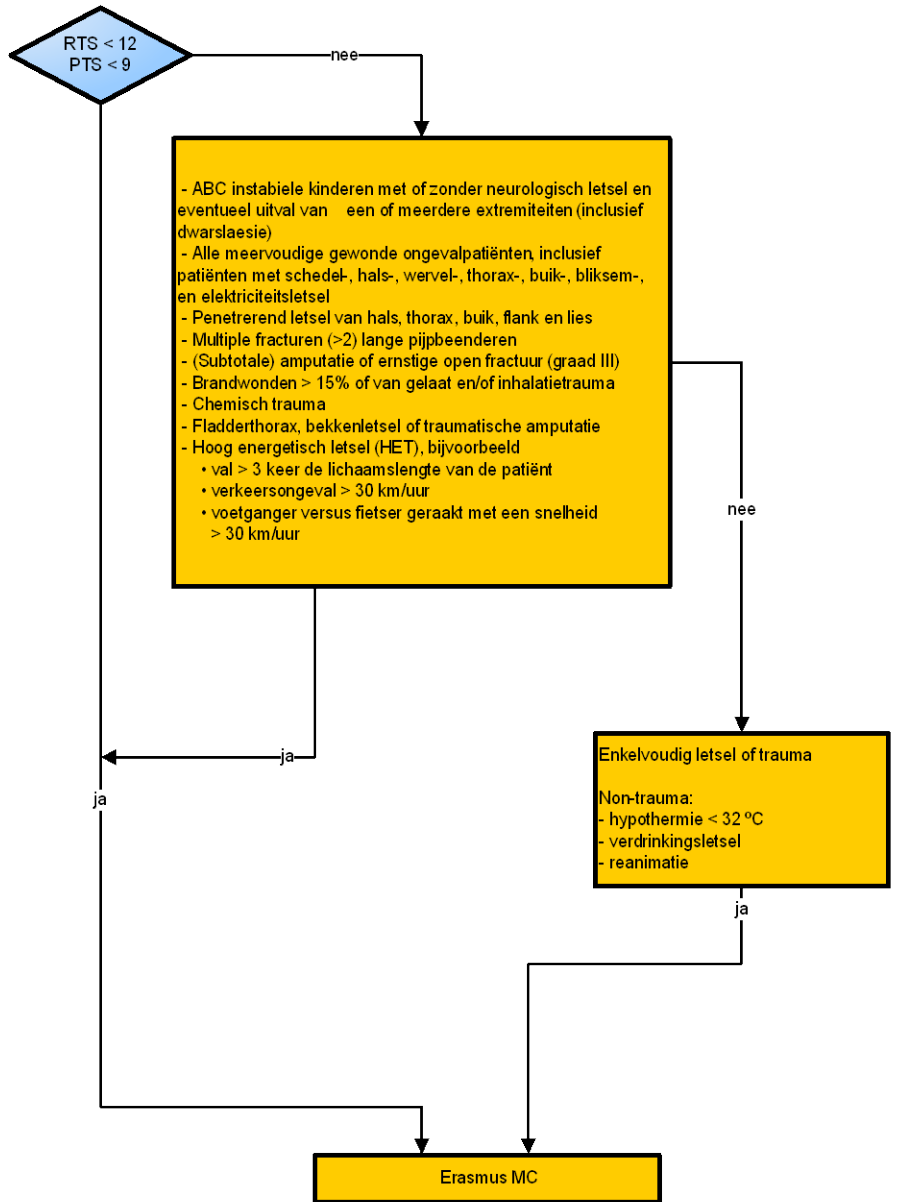 RTS < 12
PTS < 9
nee
- ABC instabiele kinderen met of zonder neurologisch letsel en
eventueel uitval van een of meerdere extremiteiten (inclusief
dwarslaesie)
- Alle meervoudige gewonde ongevalpatiënten, inclusief
patiënten met schedel-, hals-, wervel-, thorax-, buik-, bliksem-,
en elektriciteitsletsel
- Penetrerend letsel van hals, thorax, buik, flank en lies
- Multiple fracturen (>2) lange pijpbeenderen
- (Subtotale) amputatie of ernstige open fractuur (graad III)
- Brandwonden > 15% of van gelaat en/of inhalatietrauma
- Chemisch trauma
- Fladderthorax, bekkenletsel of traumatische amputatie
- Hoog energetisch letsel (HET), bijvoorbeeld
• val > 3 keer de lichaamslengte van de patiënt
• verkeersongeval > 30 km/uur
• voetganger versus fietser geraakt met een snelheid
> 30 km/uur
nee
ja
ja
Enkelvoudig letsel of trauma
Non-trauma:
- hypothermie < 32 ºC
- verdrinkingsletsel
- reanimatie
ja
Erasmus MC